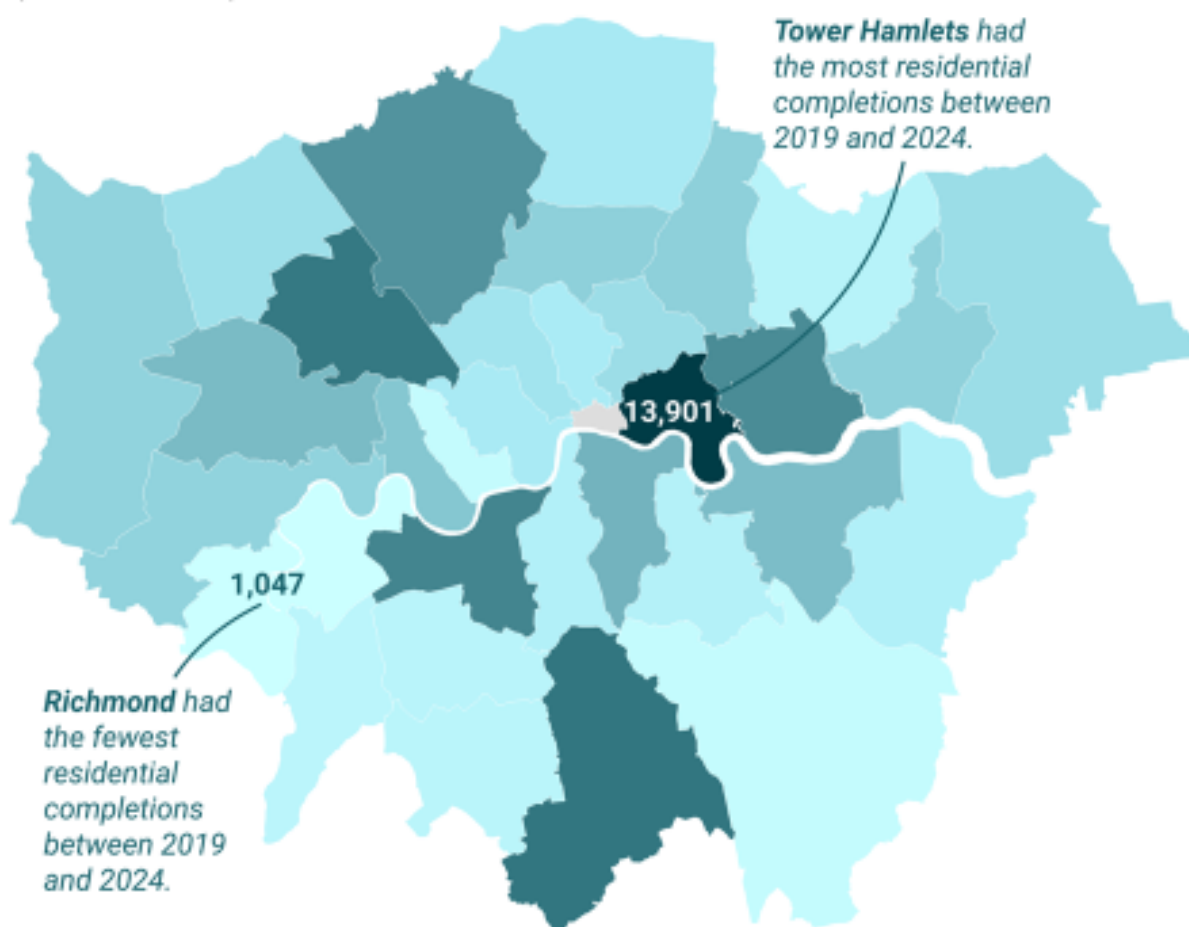 Tower Hamlets had
the most residential
completions between
2019 and 2024.
13,901
1,047
Richmond had
the fewest
residential
completions
between 2019
and 2024.